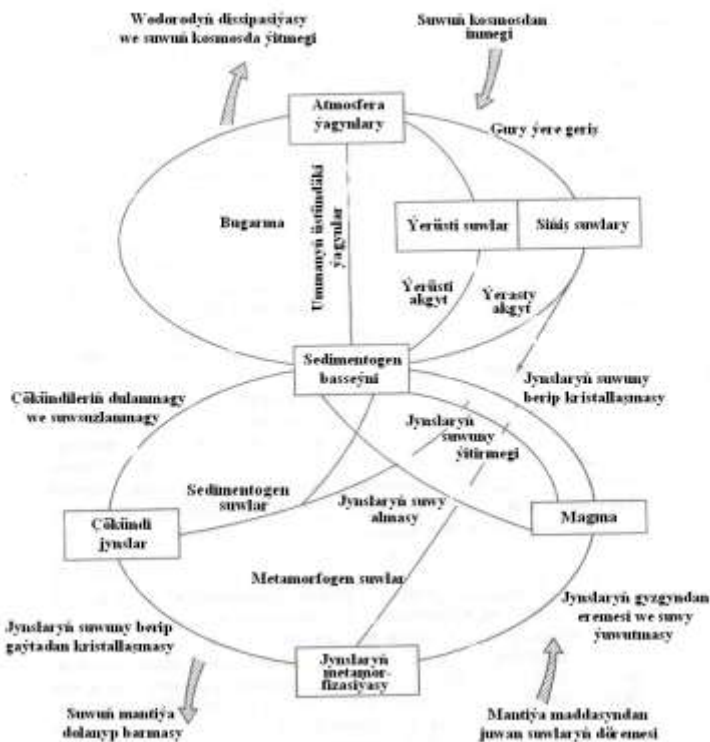 Wodorodyň dissipasiýasy
we suwuň kosmosda ýitmegi
Suwuň kosmosdan
inmegi
Atmosfera
ýagynlary
Gury ýere geriş
Bugarma
Ummanyň üstündäki
ýagynlar
Ýerüsti suwlar
Siňiş suwlary
Ýerüsti
akgyt
Ýerasty
akgyt
Sedimentogen
basseýni
Jynslaryň suwuny
berip kristallaşmasy
Çökündileriň dulanmagy
we suwsuzlanmagy
Jynslaryň
suwuny
ýitirmegi
Sedimentogen
suwlar
Jynslaryň suwy
almasy
Çökündi
jynslar
Magma
Metamorfogen suwlar
Jynslaryň gyzgyndan
eremesi we suwy
ýuwutmasy
Jynslaryň suwuny berip
gaýtadan kristallaşmasy
Jynslaryň
metamor-
fizasiýasy
Suwuň mantiýa
dolanyp barmasy
Mantiýa maddasyndan
juwan suwlaryň döremesi